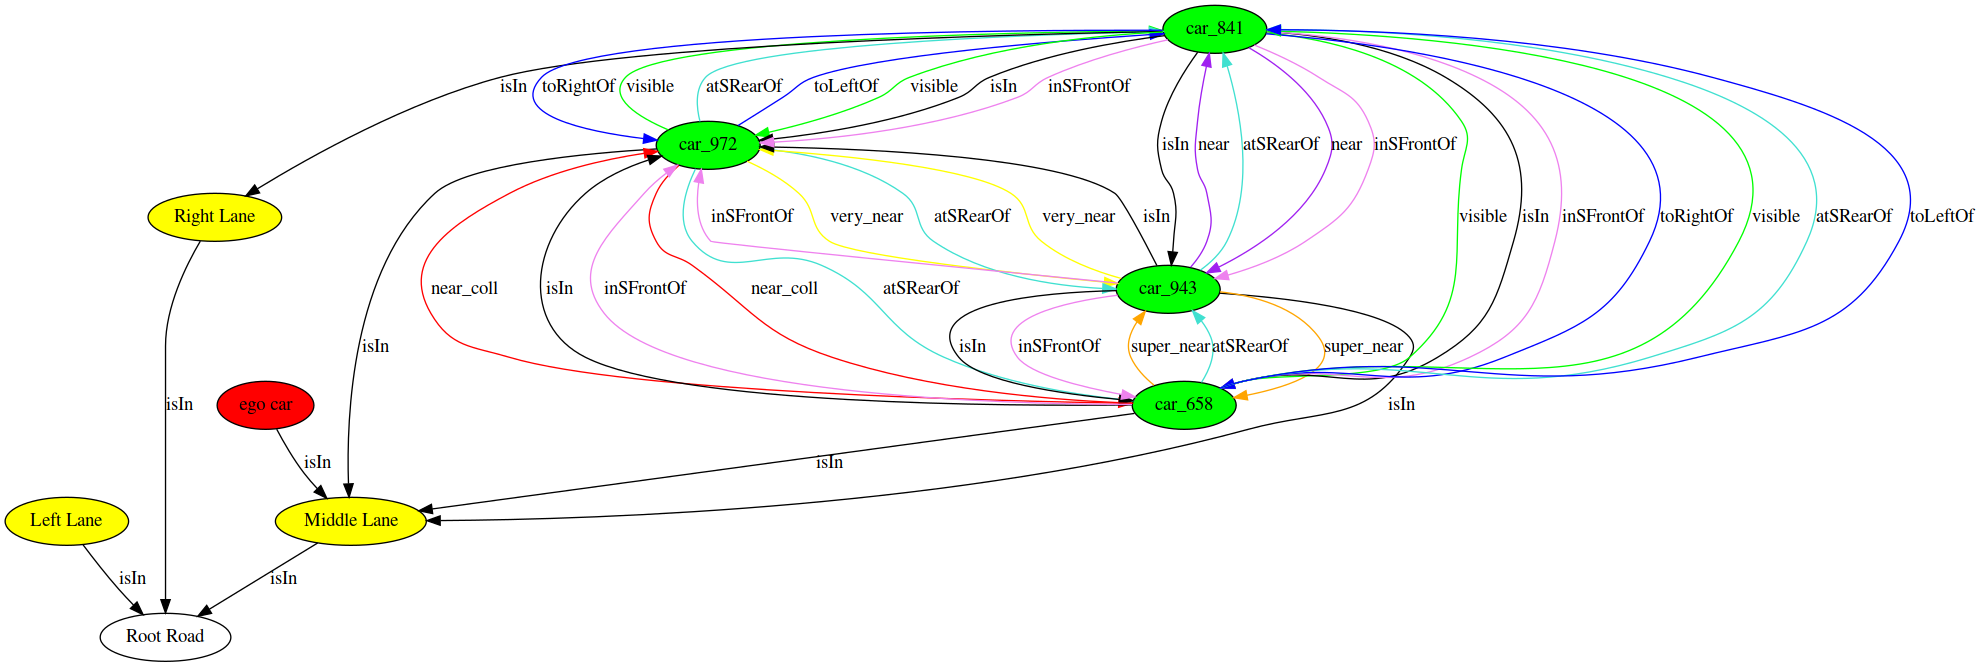 car_841
isIn
toRightOf
visible
atSRearOf
toLeftOf
visible
isIn
inSFrontOf
car_972
isIn
near
atSRearOf
near
inSFrontOf
Right Lane
inSFrontOf
very_near
atSRearOf
very_near
isIn
visible
isIn
inSFrontOf
toRightOf
visible
atSRearOf
toLeftOf
near_coll
isIn
inSFrontOf
near_coll
atSRearOf
car_943
isIn
isIn
inSFrontOf
super_near
atSRearOf
super_near
isIn
ego car
car_658
isIn
isIn
isIn
Left Lane
Middle Lane
isIn
isIn
Root Road